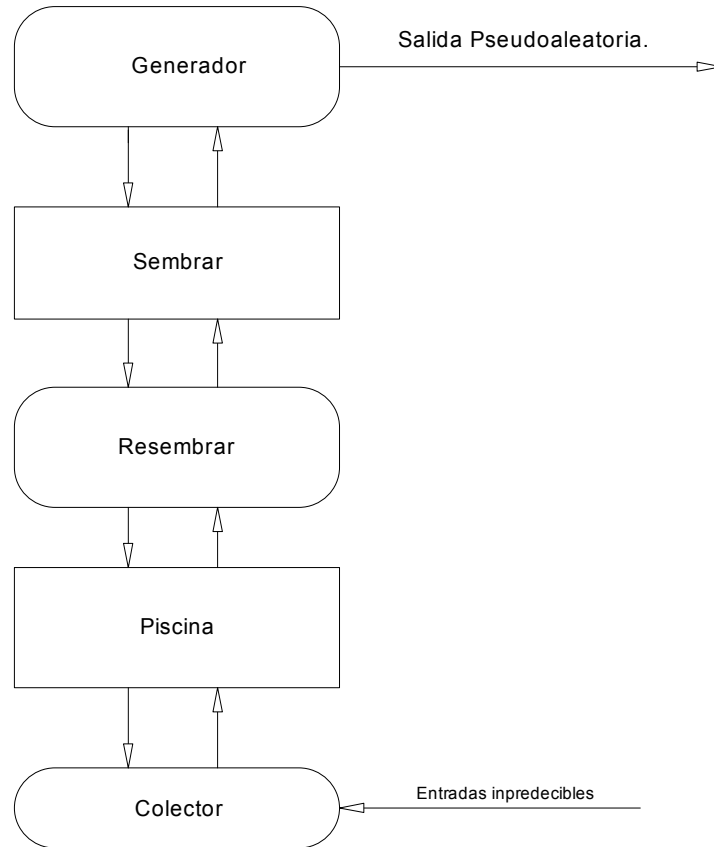 Generador
Salida Pseudoaleatoria.
Sembrar
Resembrar
Piscina
Colector
Entradas inpredecibles